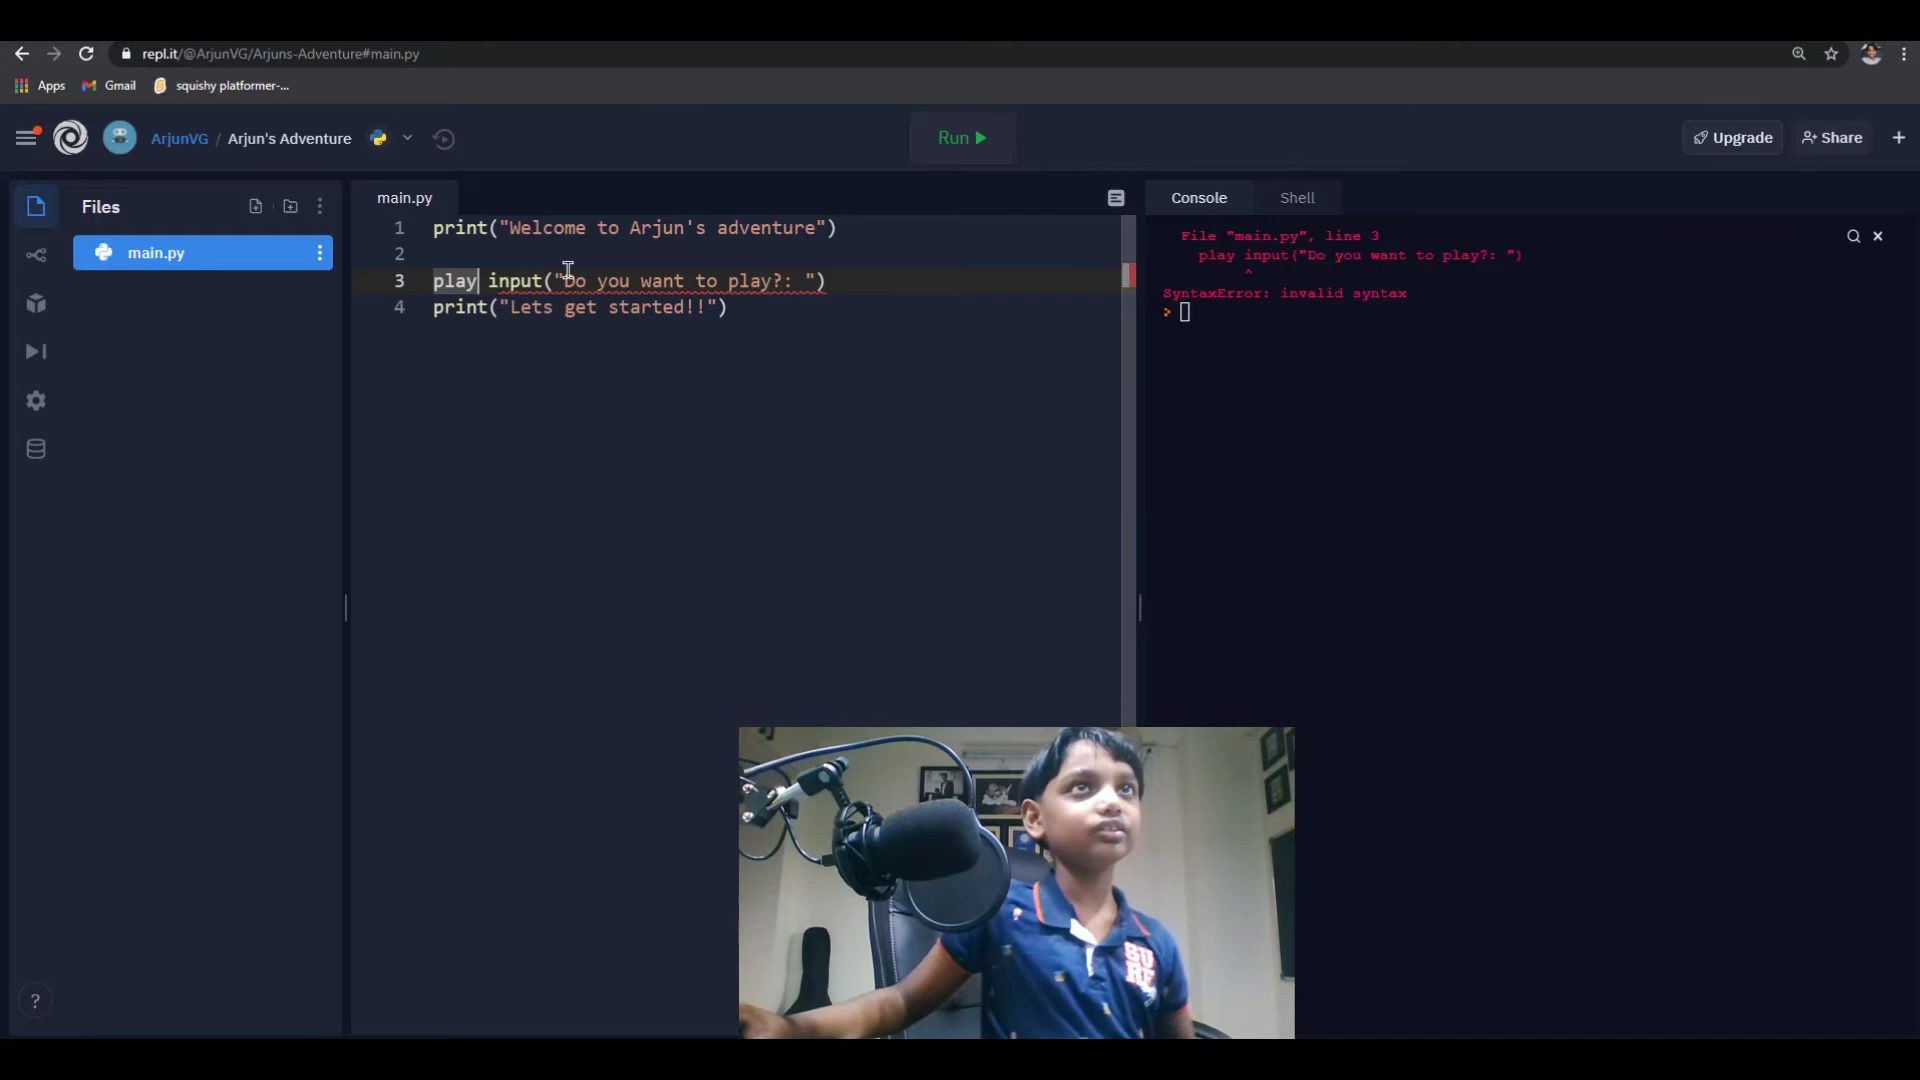 repl.it/@ArjunVG/Arjuns-Adventure#main.py
Apps Gmail squishy platformer-...
ArjunVG / Arjun's Adventure
Run
Upgrade Share +
Files
main.py
main.py
1 print("Welcome to Arjun's adventure")
2
3 play input("Do you want to play?: ")
4 print("Lets get started!!")
Console Shell
File "main.py", line 3
play input("Do you want to play?: ")
^
SyntaxError: invalid syntax
>
?
SU
RF